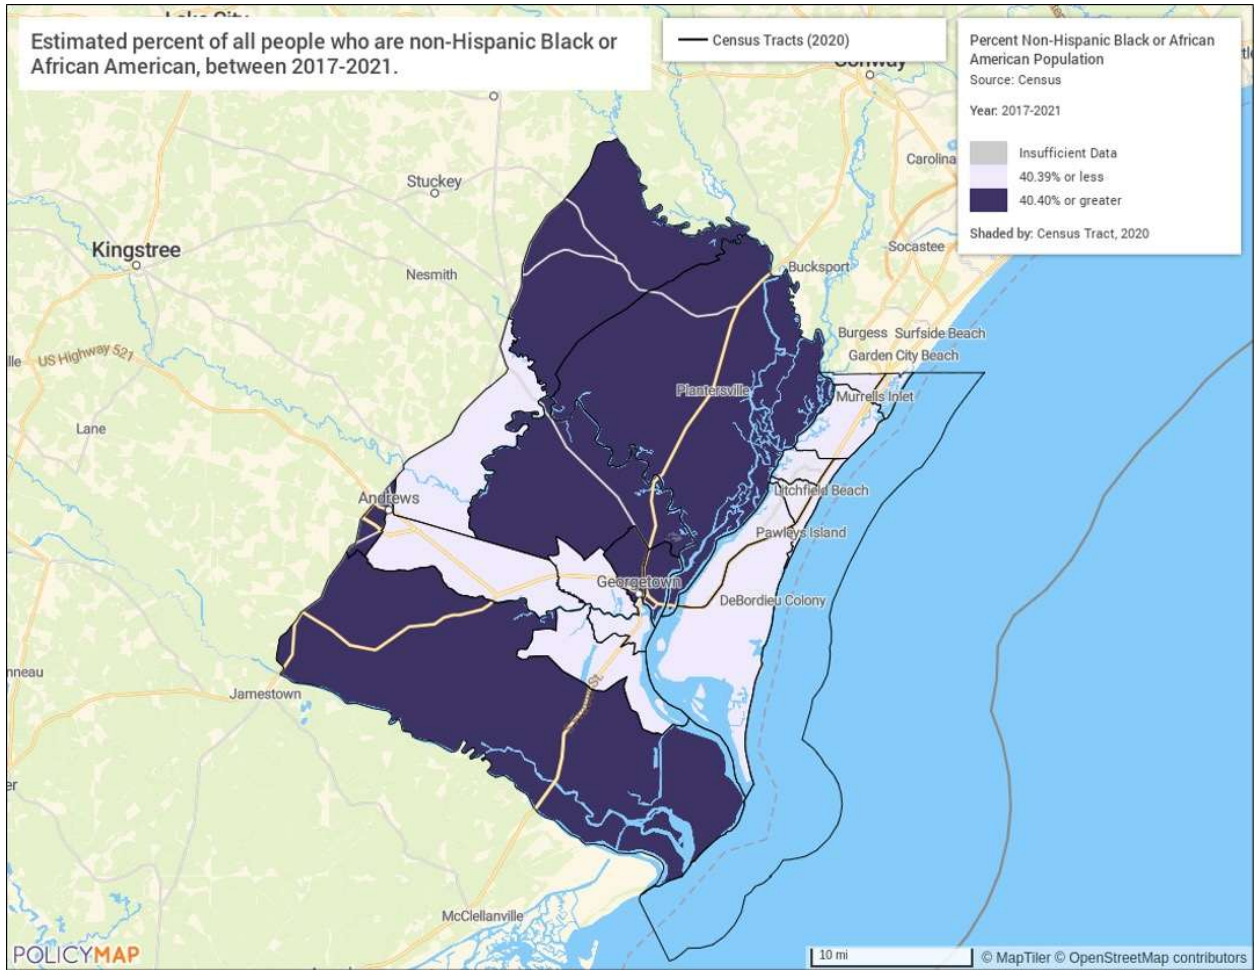 Lake City
Estimated percent of all people who are non-Hispanic Black or
African American, between 2017-2021.
Census Tracts (2020)
Percent Non-Hispanic Black or African
American Population
Source: Census
Year: 2017-2021
Insufficient Data
40.39% or less
40.40% or greater
Shaded by: Census Tract, 2020
Conway
Carolina
Stuckey
Kingstree
Socastee
Nesmith
Bucksport
Burgess
Surfside Beach
US Highway 521
Garden City Beach
Plantersville
Murrells Inlet
Lane
Litchfield Beach
Andrews
Pawleys Island
Georgetown
DeBordieu Colony
Jamestown
McClellanville
POLICYMAP
10 mi
© MapTiler © OpenStreetMap contributors